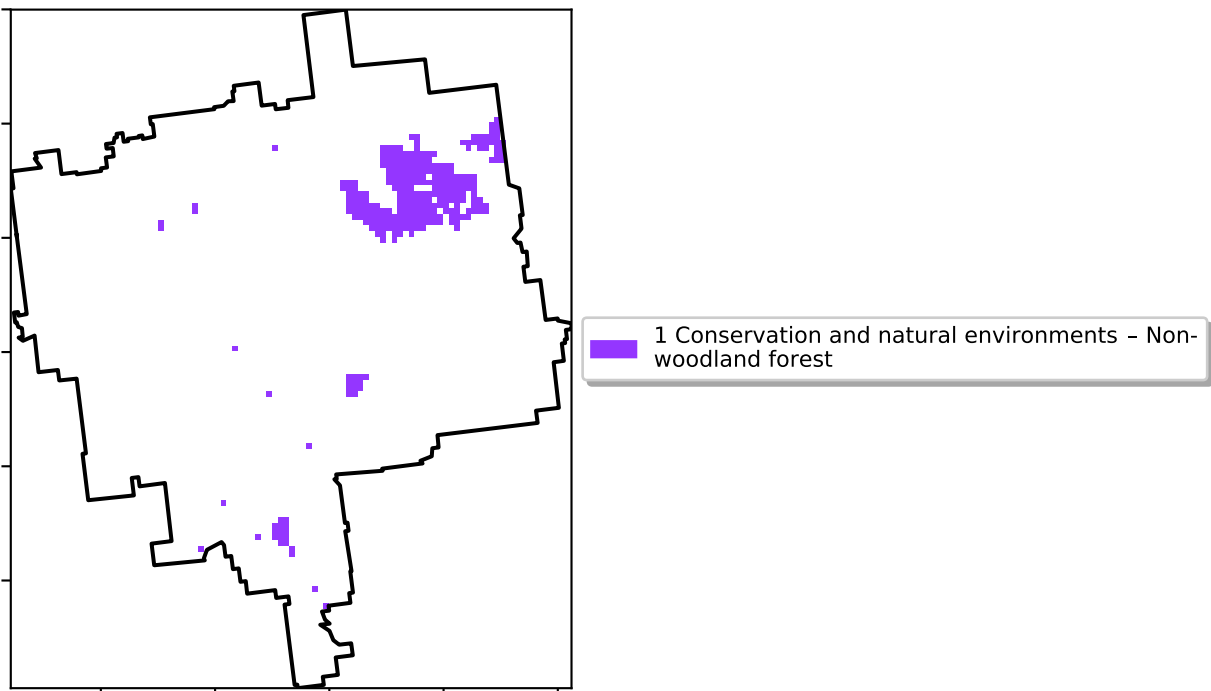 1 Conservation and natural environments – Non-
woodland forest